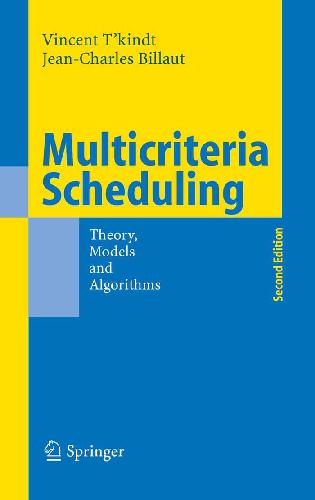 Vincent T'kindt
Jean-Charles Billaut
Multicriteria
Scheduling
Theory,
Models
and
Algorithms
Second Edition
Springer